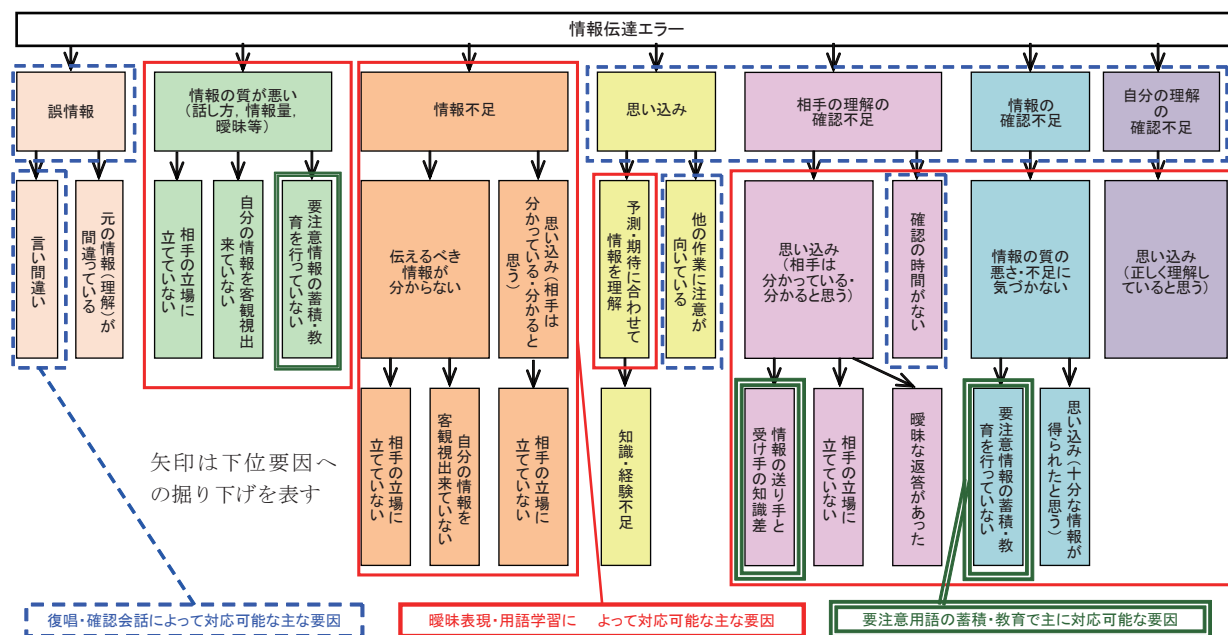 情報伝達エラー
誤情報
情報の質が悪い
(話し方，情報量，
曖昧等)
情報不足
思い込み
相手の理解の
確認不足
情報の
確認不足
自分の理解
の
確認不足
言い間違い
元の情報(理解)が
間違っている
相手の立場に
立てていない
自分の情報を客観視出
来ていない
要注意情報の蓄積・教
育を行っていない
伝えるべき
情報が
分からない
思い込み(相手は
分かっている・分かると
思う)
予測・期待に合わせて
情報を理解
他の作業に注意が
向いている
思い込み
(相手は
分かっている・
分かると思う)
確認の時間がない
情報の質の
悪さ・不足に
気づかない
思い込み
(正しく理解し
ていると思う)
相手の立場に
立てていない
自分の情報を
客観視出来ていない
相手の立場に
立てていない
知識・経験不足
情報の送り手と
受け手の知識差
相手の立場に
立てていない
曖昧な返答があった
要注意情報の蓄積・教
育を行っていない
思い込み(十分な情報が
得られたと思う)
矢印は下位要因へ
の掘り下げを表す
復唱・確認会話によって対応可能な主な要因
曖昧表現・用語学習に　よって対応可能な主な要因
要注意用語の蓄積・教育で主に対応可能な要因